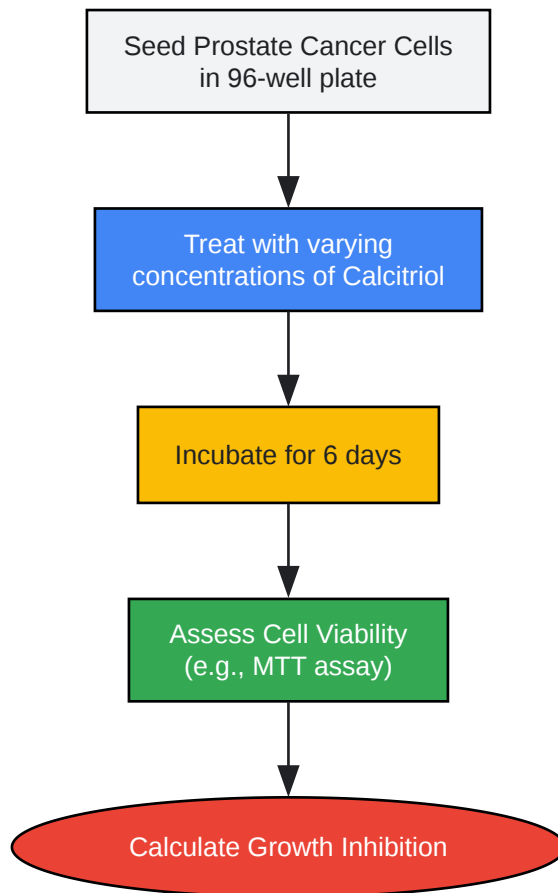 Seed Prostate Cancer Cells
in 96-well plate
Treat with varying
concentrations of Calcitriol
Incubate for 6 days
Assess Cell Viability
(e.g., MTT assay)
Calculate Growth Inhibition